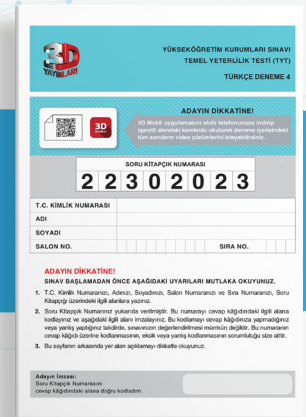 3D
YAYINLARI
YÜKSEKÖĞRETİM KURUMLARI SINAVI
TEMEL YETERLİLİK TESTİ (TYT)
TÜRKÇE DENEME 4
ADAYIN DİKKATİNE!
3D
3D Mobil uygulamasını akıllı telefonunuza indirip
işaretli alandaki karekodu okutarak deneme içerisindeki
tüm soruların video çözümlerini izleyebilirsiniz.
SORU KİTAPÇIK NUMARASI
2 2 3 0 2 0 2 3
T.C. KİMLİK NUMARASI
ADI
SOYADI
SALON NO.
SIRA NO.
ADAYIN DİKKATİNE!
SINAV BAŞLAMADAN ÖNCE AŞAĞIDAKİ UYARILARI MUTLAKA OKUYUNUZ.
1. T.C. Kimlik Numaranızı, Adınızı, Soyadınızı, Salon Numaranızı ve Sıra Numaranızı, Soru
Kitapçığı üzerindeki ilgili alanlara yazınız.
2. Soru Kitapçık Numaranız yukarıda verilmiştir. Bu numarayı cevap kâğıdındaki ilgili alana
kodlayınız ve aşağıdaki ilgili alanı imzalayınız. Bu kodlamayı cevap kâğıdınıza yapmadığınız
veya yanlış yaptığınız takdirde, sınavınızın değerlendirilmesi mümkün değildir. Bu numaranın
cevap kâğıdı üzerine kodlanmasının, eksik veya yanlış kodlanmasının sorumluluğu size aittir.
3. Bu sayfanın arkasında yer alan açıklamayı dikkatle okuyunuz.
Adayın İmzası:
Soru Kitapçık Numarasını
cevap kâğıdındaki alana doğru kodladım.